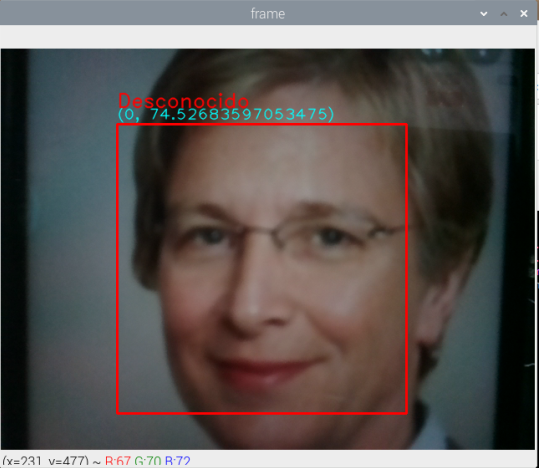 frame
Desconocido
(0, 74.52683597053475)
(x=231, y=477) ~ R:67 G:70 B:72